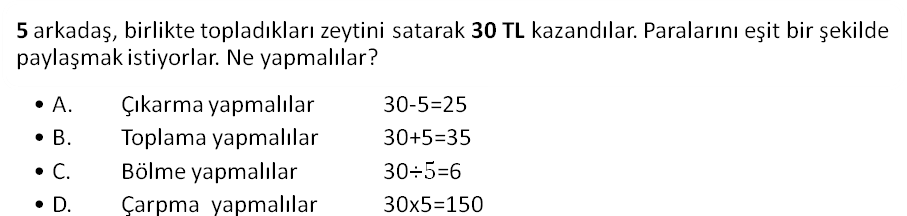 5 arkadaş, birlikte topladıkları zeytini satarak 30 TL kazandılar. Paralarını eşit bir şekilde
paylaşmak istiyorlar. Ne yapmalılar?
• A. Çıkarma yapmalılar 30-5=25
• B. Toplama yapmalılar 30+5=35
• C. Bölme yapmalılar 30÷5=6
• D. Çarpma yapmalılar 30x5=150